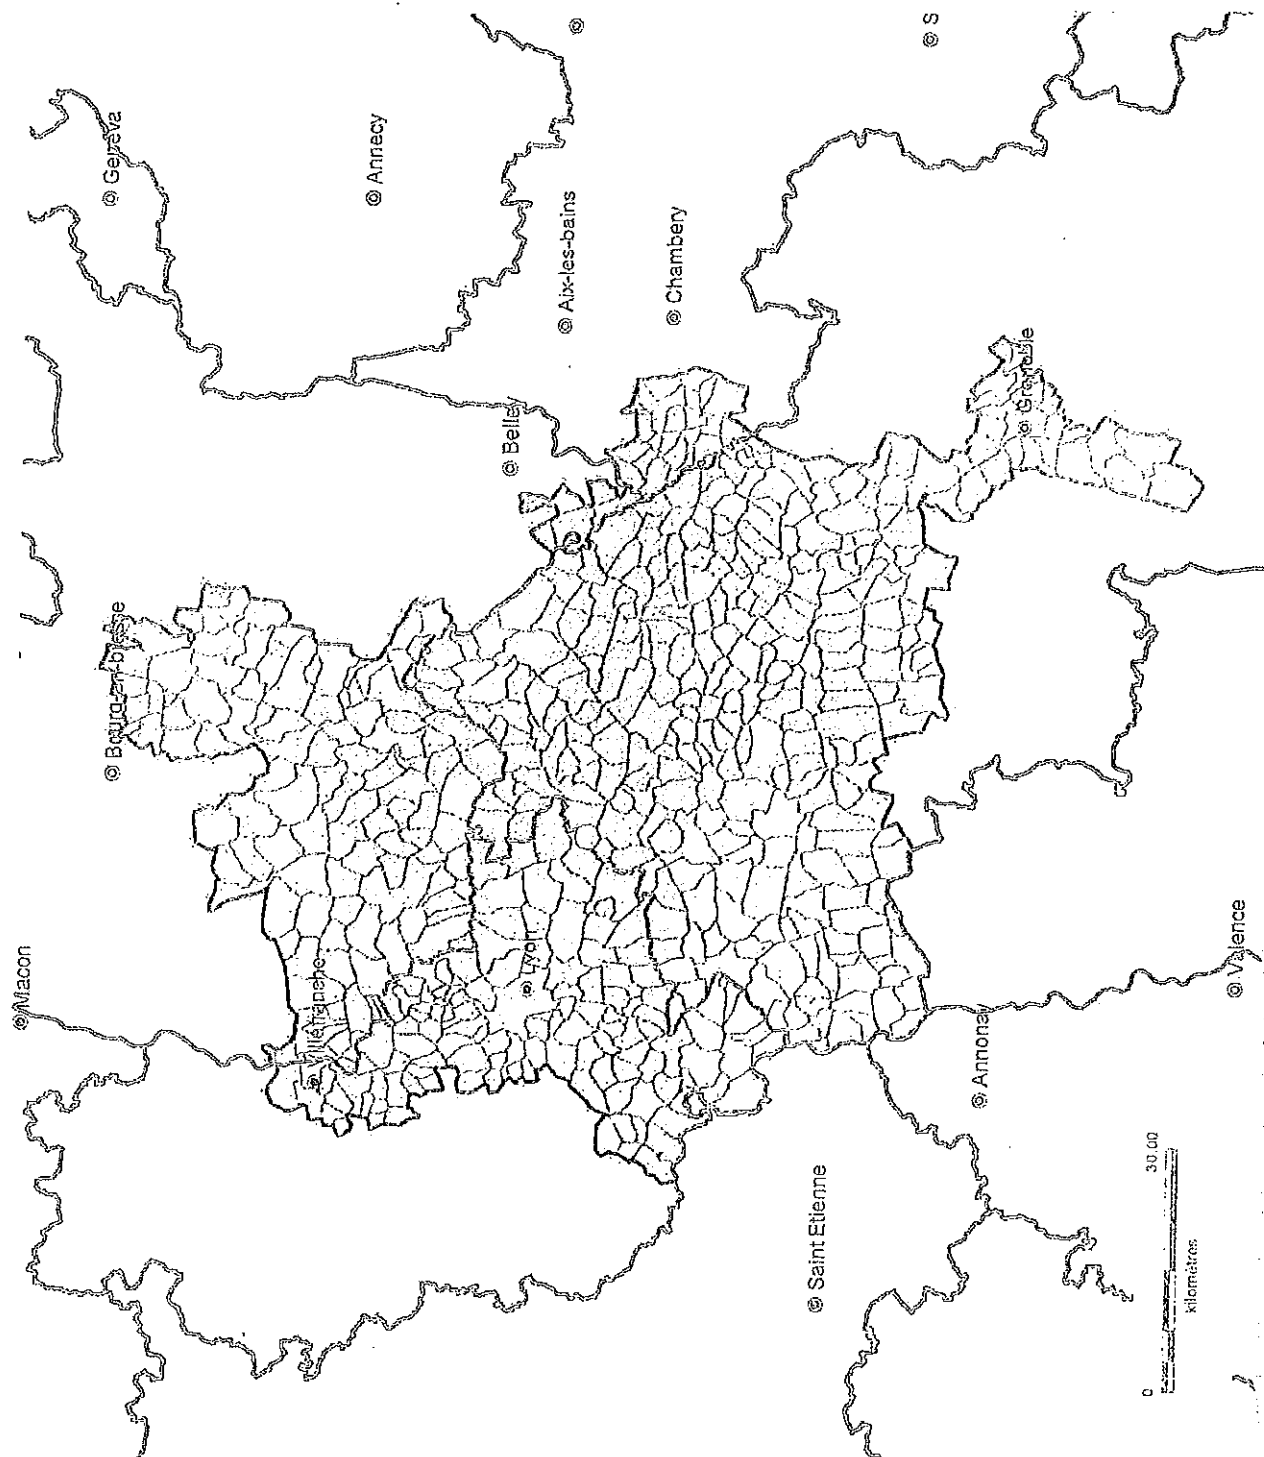 Macon
Bourg-en-bresse
Geneva
Villefranche
Annecy
Lyon
Belley
Aix-les-bains
Chambery
Saint Etienne
S
Annonay
Grenoble
Valence
0
30.00
kilometres